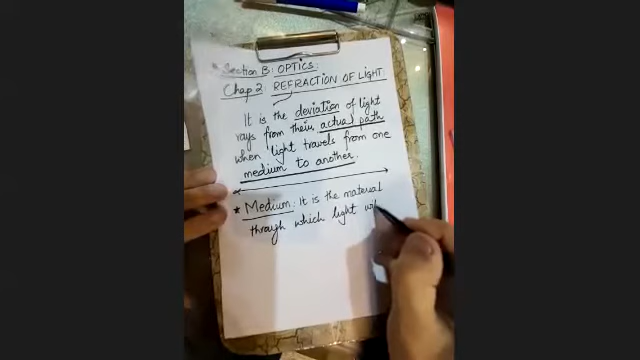 * Section B: OPTICS:
Chap 2: REFRACTION OF LIGHT
It is the deviation of light
rays from their actual path
when light travels from one
medium to another.
* Medium: It is the material
through which light wil